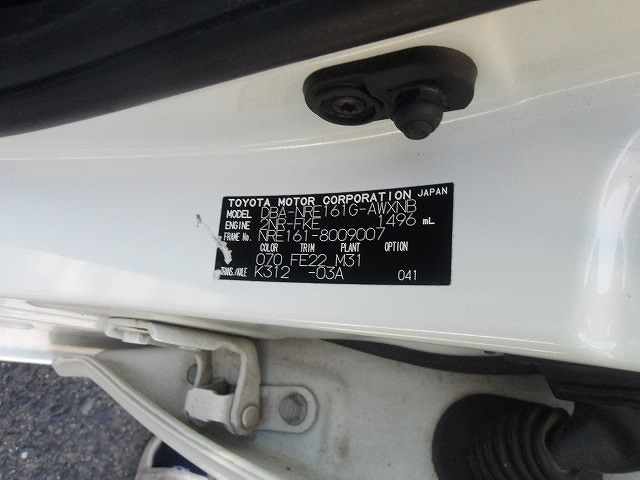 TOYOTA MOTOR CORPORATION JAPAN
MODEL DBA-NRE161G-AWXNB
ENGINE 2NR-FKE 1496 mL
FRAME No. NRE161-8009007
COLOR TRIM PLANT OPTION
070 FE22 M31
TRANS./AXLE K312 -03A 041